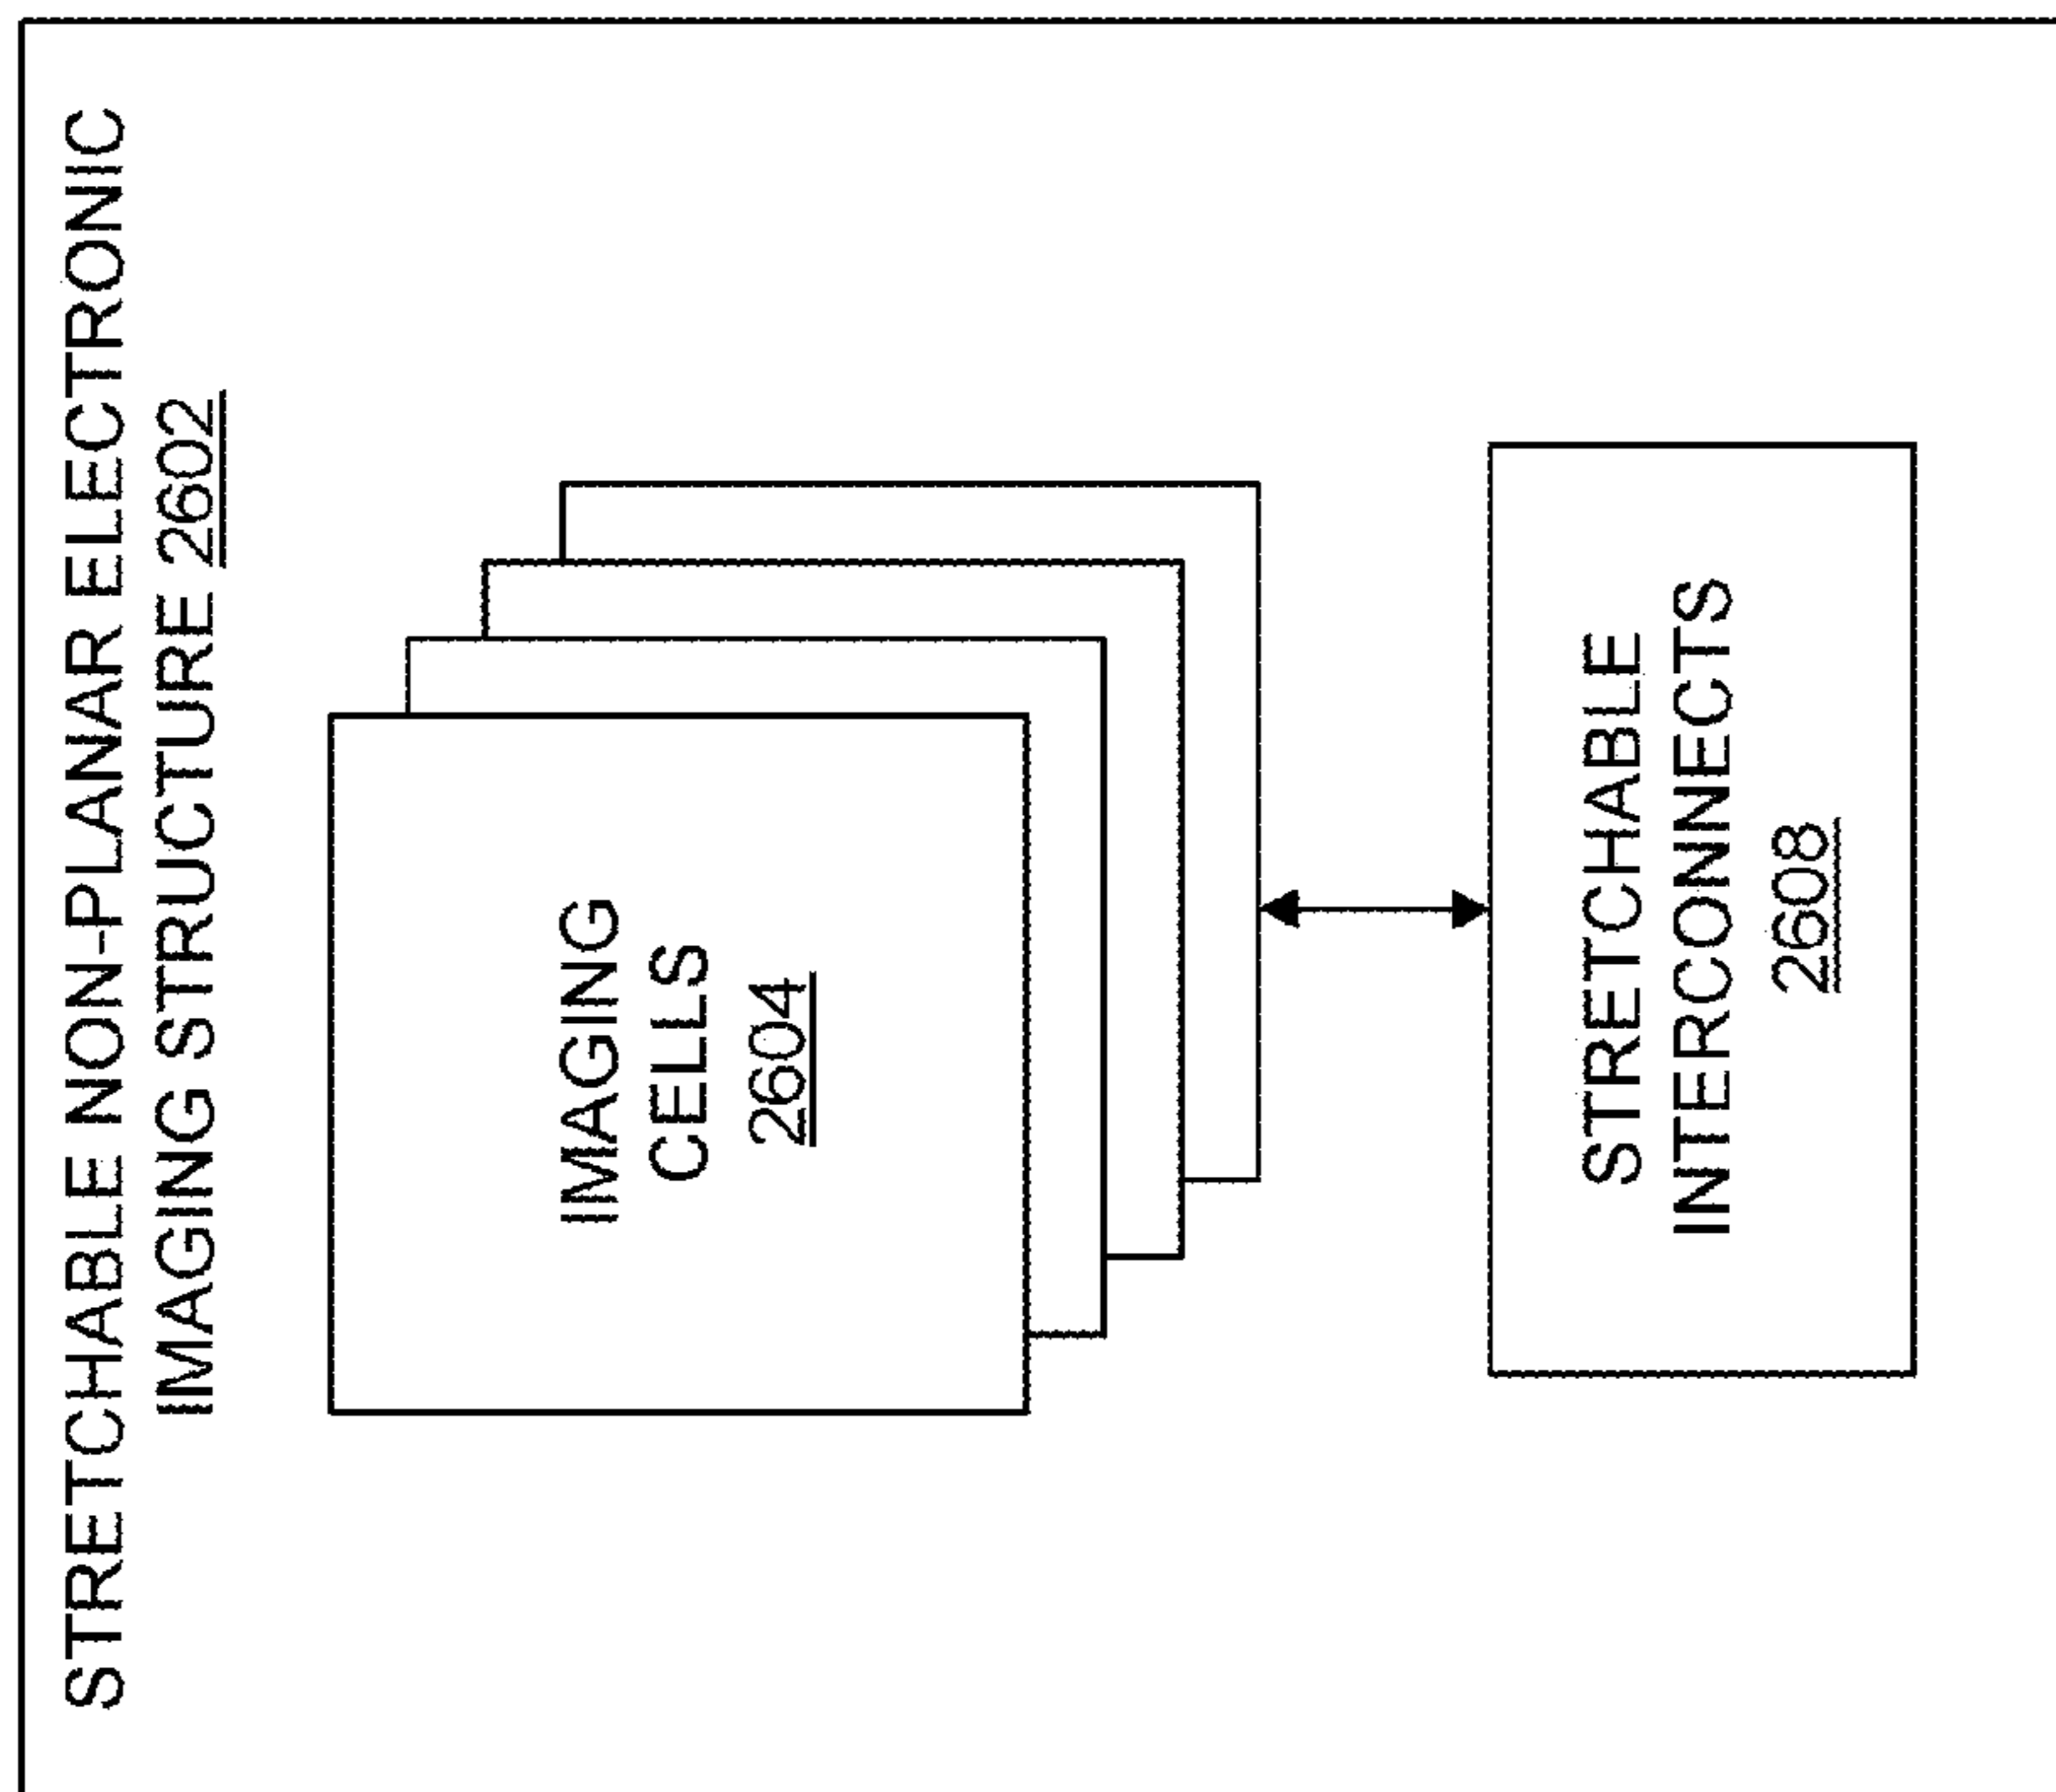 STRETCHABLE NON-PLANAR ELECTRONIC
IMAGING STRUCTURE 2602
IMAGING
CELLS
2604
STRETCHABLE
INTERCONNECTS
2608